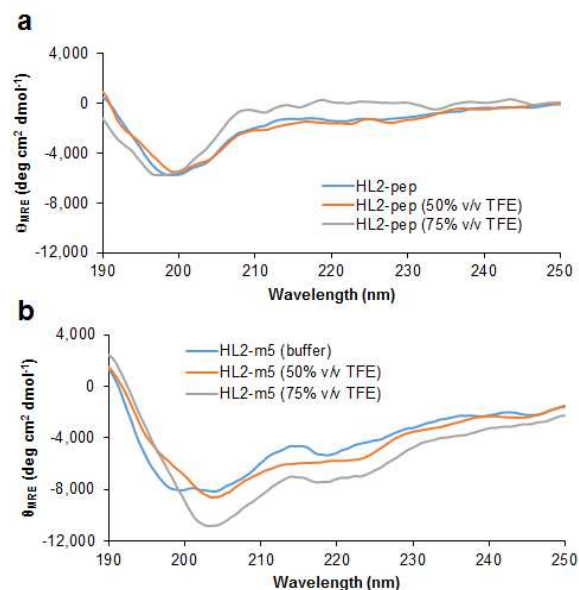 a
4,000
0
-4,000
-8,000
-12,000
θMRE (deg cm² dmol⁻¹)
HL2-pep
HL2-pep (50% v/v TFE)
HL2-pep (75% v/v TFE)
190 200 210 220 230 240 250
Wavelength (nm)
b
4,000
0
-4,000
-8,000
-12,000
θMRE (deg cm² dmol⁻¹)
HL2-m5 (buffer)
HL2-m5 (50% v/v TFE)
HL2-m5 (75% v/v TFE)
190 200 210 220 230 240 250
Wavelength (nm)